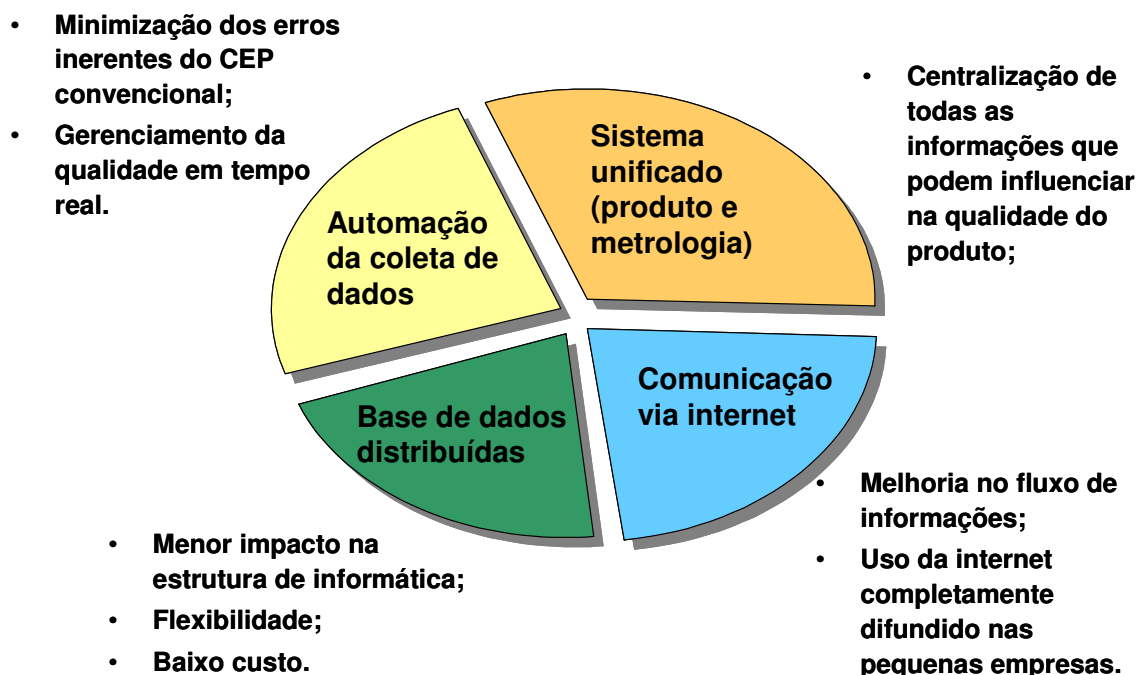 • Minimização dos erros
inerentes do CEP
convencional;
• Gerenciamento da
qualidade em tempo
real.
Automação
da coleta de
dados
Sistema
unificado
(produto e
metrologia)
• Centralização de
todas as
informações que
podem influenciar
na qualidade do
produto;
Base de dados
distribuídas
Comunicação
via internet
• Menor impacto na
estrutura de informática;
• Flexibilidade;
• Baixo custo.
• Melhoria no fluxo de
informações;
• Uso da internet
completamente
difundido nas
pequenas empresas.